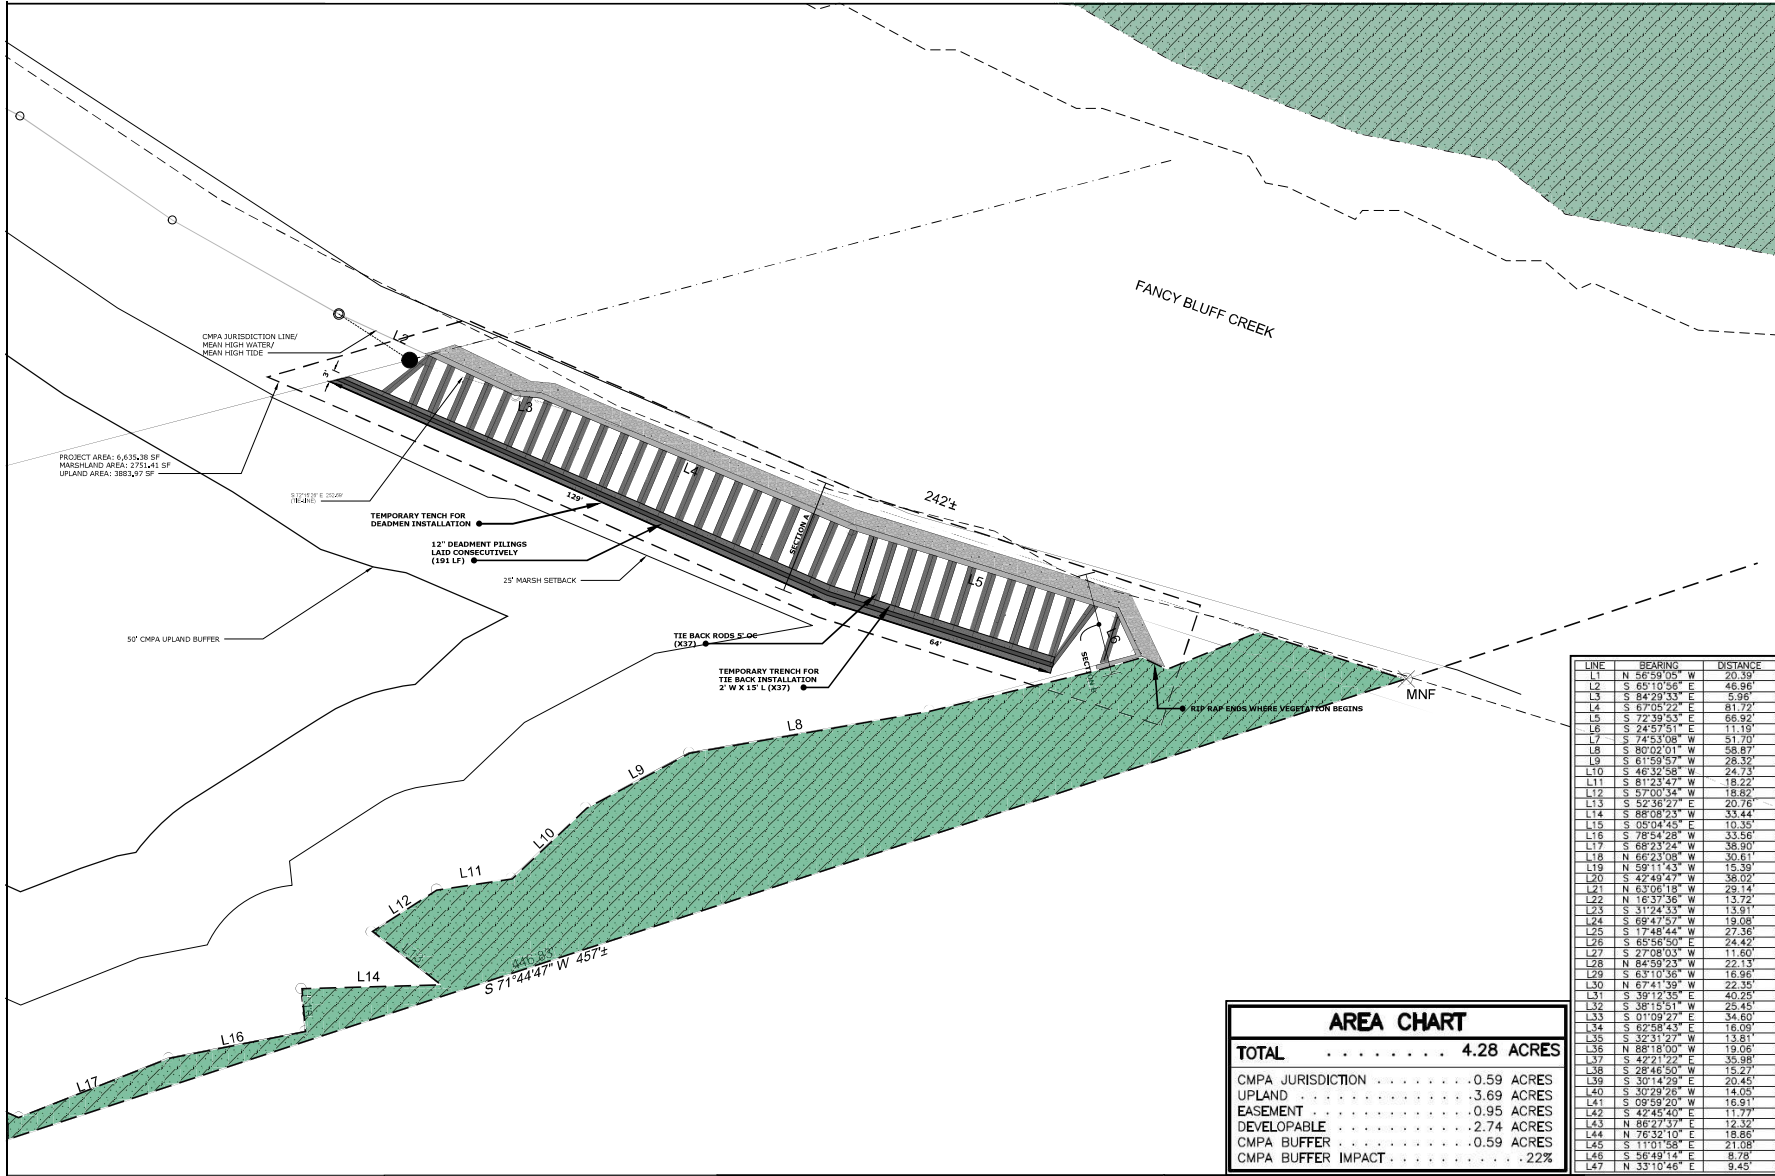 FANCY BLUFF CREEK
CMPA JURISDICTION LINE/
MEAN HIGH WATER/
MEAN HIGH TIDE
L2
3'
L3
PROJECT AREA: 6,635.38 SF
MARSHLAND AREA: 2751.41 SF
UPLAND AREA: 3883.97 SF
(TIE-LINE)
L4
129'
242'±
TEMPORARY TENCH FOR
DEADMEN INSTALLATION
SECTION A
12" DEADMENT PILINGS
LAID CONSECUTIVELY
(191 LF)
25' MARSH SETBACK
L5
50' CMPA UPLAND BUFFER
TIE BACK RODS 5' OC
(X37)
64'
L6
SECTION
TEMPORARY TRENCH FOR
TIE BACK INSTALLATION
2' W X 15' L (X37)
MNF
RIP RAP ENDS WHERE VEGETATION BEGINS
L8
L9
L10
L11
L12
446.83'
S 71°44'47" W 457'±
L14
L16
L17
LINE BEARING DISTANCE
L1 N 56°59'05" W 20.39'
L2 S 65°10'56" E 46.96'
L3 S 84°29'33" E 5.96'
L4 S 67°05'22" E 81.72'
L5 S 72°39'53" E 66.92'
L6 S 24°57'51" E 11.19'
L7 S 74°53'08" W 51.70'
L8 S 80°02'01" W 58.87'
L9 S 61°59'57" W 28.32'
L10 S 46°32'58" W 24.73'
L11 S 81°23'47" W 18.22'
L12 S 57°00'34" W 18.82'
L13 S 52°36'27" E 20.76'
L14 S 88°08'23" W 33.44'
L15 S 05°04'45" E 10.35'
L16 S 78°54'28" W 33.56'
L17 S 68°23'24" W 38.90'
L18 N 66°23'08" W 30.61'
L19 N 59°11'43" W 15.39'
L20 S 42°49'47" W 38.02'
L21 N 63°06'18" W 29.14'
L22 N 16°37'36" W 13.72'
L23 S 31°24'33" W 13.91'
L24 S 69°47'57" W 19.08'
L25 S 17°48'44" W 27.36'
L26 S 65°56'50" E 24.42'
L27 S 27°08'03" W 11.60'
L28 N 84°59'23" W 22.13'
L29 S 63°10'36" W 16.96'
L30 N 67°41'39" W 22.35'
L31 S 39°12'35" E 40.25'
L32 S 38°15'51" W 25.45'
L33 S 01°09'27" E 34.60'
L34 S 62°58'43" E 16.09'
L35 S 32°31'27" W 13.81'
L36 N 88°18'00" W 19.06'
L37 S 42°21'22" E 35.98'
L38 S 28°46'50" W 15.27'
L39 S 30°14'29" E 20.45'
L40 S 30°29'26" W 14.05'
L41 S 09°59'20" W 16.91'
L42 S 42°45'40" E 11.77'
L43 N 86°27'37" E 12.32'
L44 N 76°32'10" E 18.86'
L45 S 11°01'58" E 21.08'
L46 S 56°49'14" E 8.78'
L47 N 33°10'46" E 9.45'
AREA CHART
TOTAL . . . . . . . . 4.28 ACRES
CMPA JURISDICTION . . . . . . . . 0.59 ACRES
UPLAND . . . . . . . . . . . . . . 3.69 ACRES
EASEMENT . . . . . . . . . . . . . 0.95 ACRES
DEVELOPABLE . . . . . . . . . . . 2.74 ACRES
CMPA BUFFER . . . . . . . . . . . 0.59 ACRES
CMPA BUFFER IMPACT . . . . . . . . . . . 22%